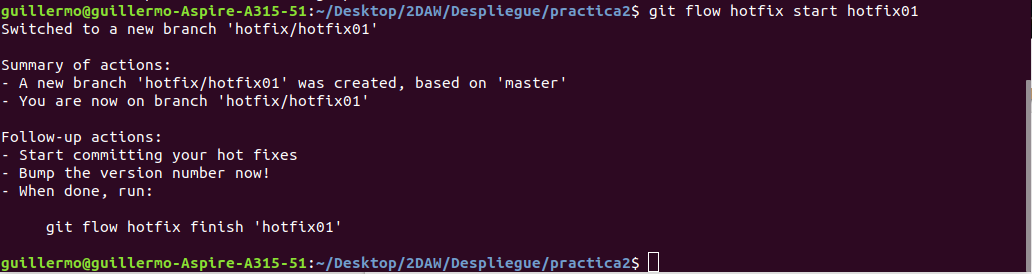 guillermo@guillermo-Aspire-A315-51:~/Desktop/2DAW/Despliegue/practica2$ git flow hotfix start hotfix01
Switched to a new branch 'hotfix/hotfix01'
Summary of actions:
- A new branch 'hotfix/hotfix01' was created, based on 'master'
- You are now on branch 'hotfix/hotfix01'
Follow-up actions:
- Start committing your hot fixes
- Bump the version number now!
- When done, run:
git flow hotfix finish 'hotfix01'
guillermo@guillermo-Aspire-A315-51:~/Desktop/2DAW/Despliegue/practica2$